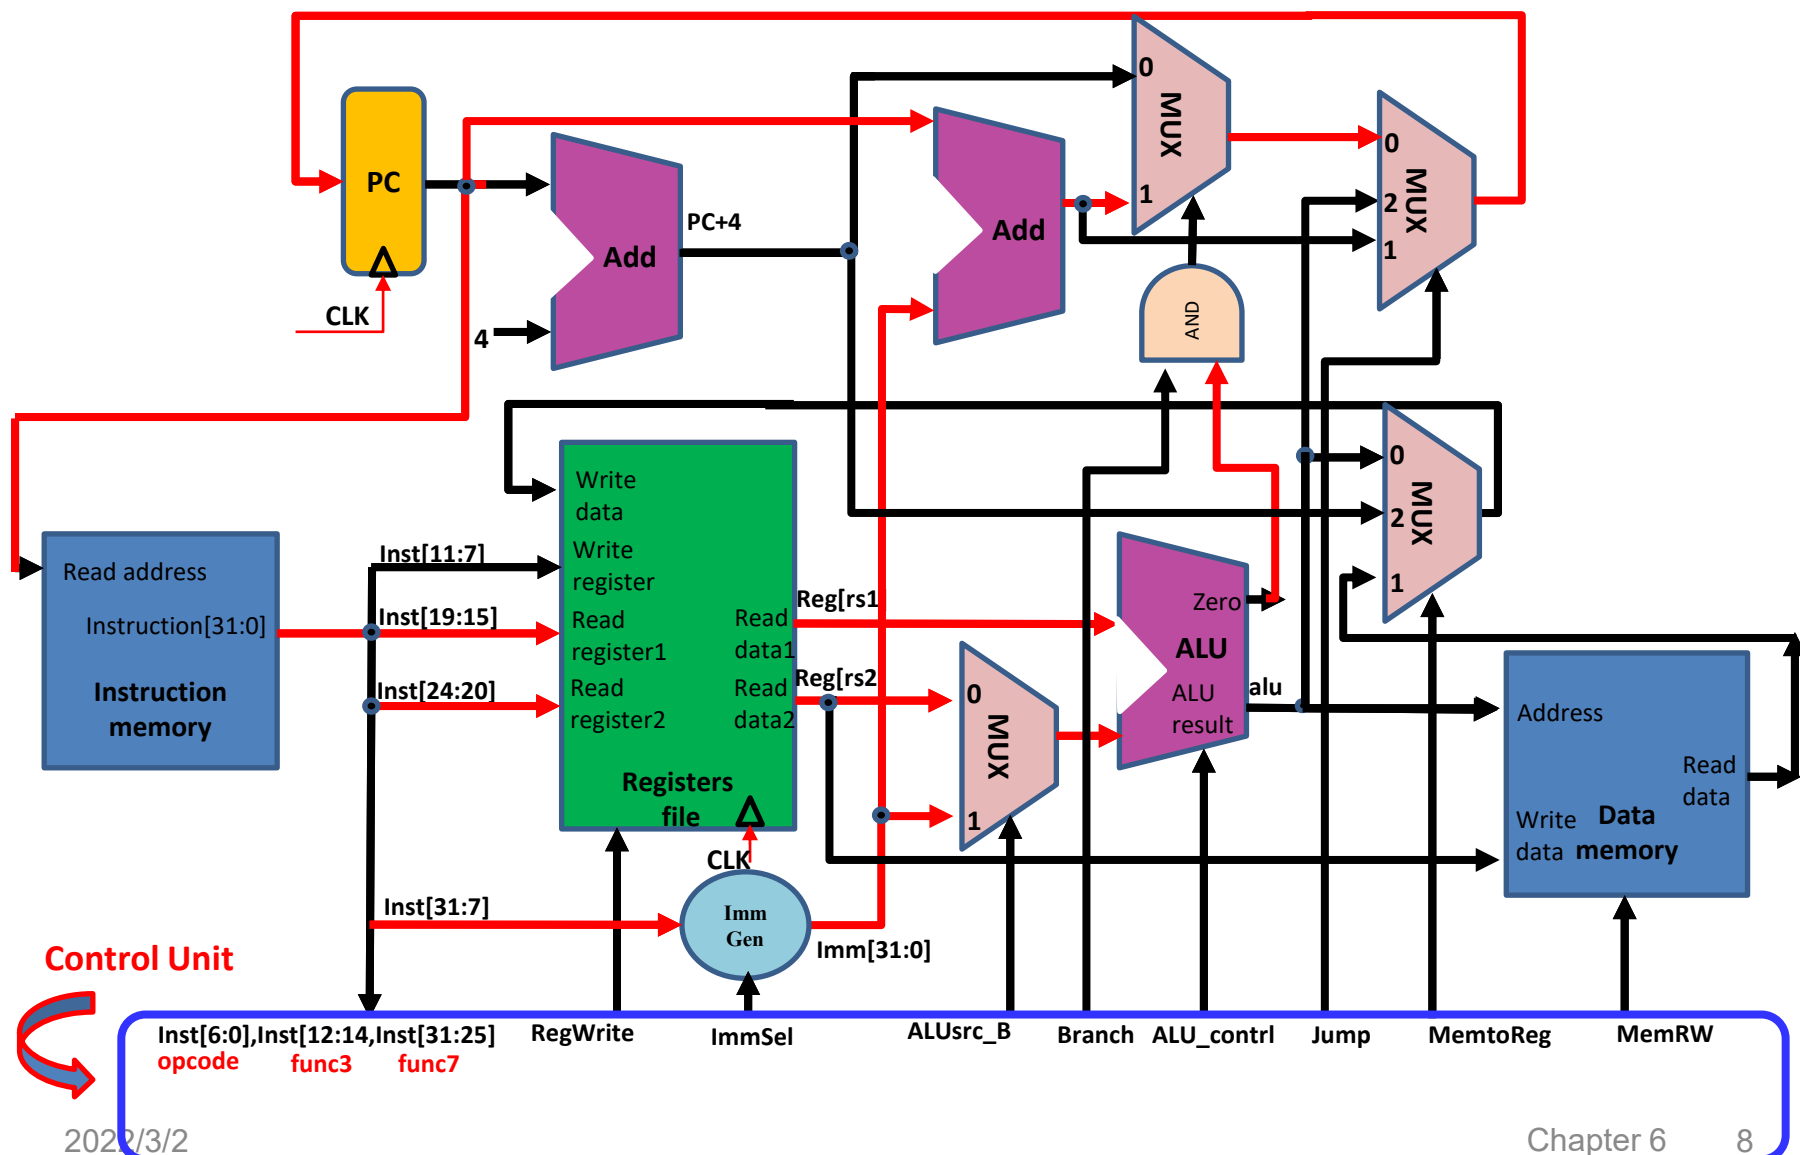 0
MUX
1
0
MUX
2
1
PC
CLK
Add
4
PC+4
Add
AND
0
MUX
2
1
Write
data
Inst[11:7]
Write
register
Read address
Instruction[31:0]
Inst[19:15]
Read
register1
Inst[24:20]
Read
register2
Instruction
memory
Reg[rs1
Read
data1
Reg[rs2
Read
data2
Registers
file
CLK
0
MUX
1
Zero
ALU
ALU
result
alu
Address
Read
data
Write
data
Data
memory
Inst[31:7]
Imm
Gen
Imm[31:0]
Control Unit
Inst[6:0],Inst[12:14,Inst[31:25]
opcode func3 func7
RegWrite
ImmSel
ALUsrc_B
Branch
ALU_contrl
Jump
MemtoReg
MemRW
2022/3/2
Chapter 6
8